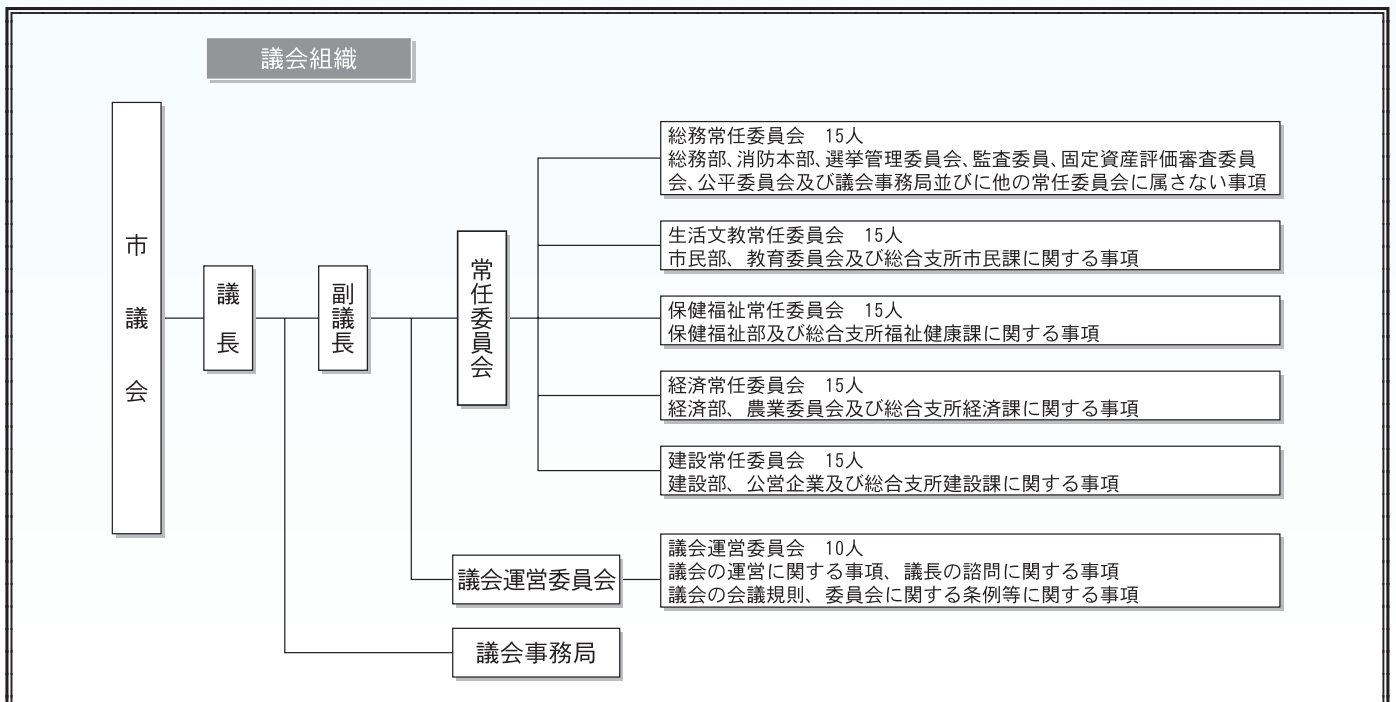 議会組織
市議会
議長
副議長
常任委員会
総務常任委員会　15人
総務部、消防本部、選挙管理委員会、監査委員、固定資産評価審査委員
会、公平委員会及び議会事務局並びに他の常任委員会に属さない事項
生活文教常任委員会　15人
市民部、教育委員会及び総合支所市民課に関する事項
保健福祉常任委員会　15人
保健福祉部及び総合支所福祉健康課に関する事項
経済常任委員会　15人
経済部、農業委員会及び総合支所経済課に関する事項
建設常任委員会　15人
建設部、公営企業及び総合支所建設課に関する事項
議会運営委員会
議会運営委員会　10人
議会の運営に関する事項、議長の諮問に関する事項
議会の会議規則、委員会に関する条例等に関する事項
議会事務局